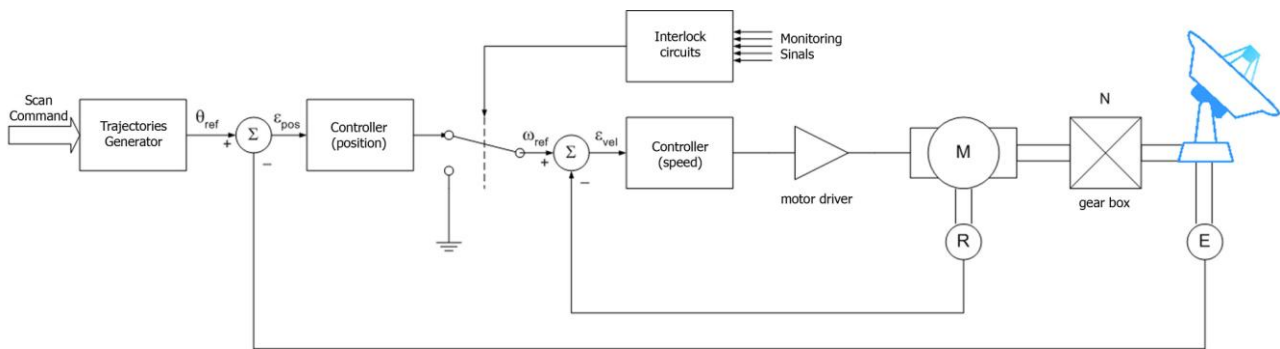 Interlock
circuits
Monitoring
Sinals
Scan
Command
Trajectories
Generator
θref
+
Σ
−
εpos
Controller
(position)
ωref
+
Σ
−
εvel
Controller
(speed)
motor driver
M
N
gear box
R
E